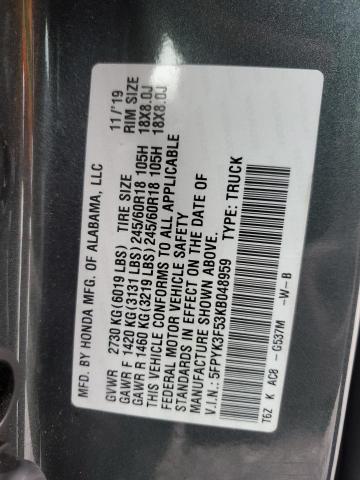 MFD. BY HONDA MFG. OF ALABAMA, LLC 11/'19
GVWR 2730 KG (6019 LBS) TIRE SIZE RIM SIZE
GAWR F 1420 KG (3131 LBS) 245/60R18 105H 18X8.0J
GAWR R 1460 KG (3219 LBS) 245/60R18 105H 18X8.0J
THIS VEHICLE CONFORMS TO ALL APPLICABLE
FEDERAL MOTOR VEHICLE SAFETY
STANDARDS IN EFFECT ON THE DATE OF
MANUFACTURE SHOWN ABOVE.
V.I.N.: 5FPYK3F53KB048959 TYPE: TRUCK
T6Z K AC8 - G537M -W-B